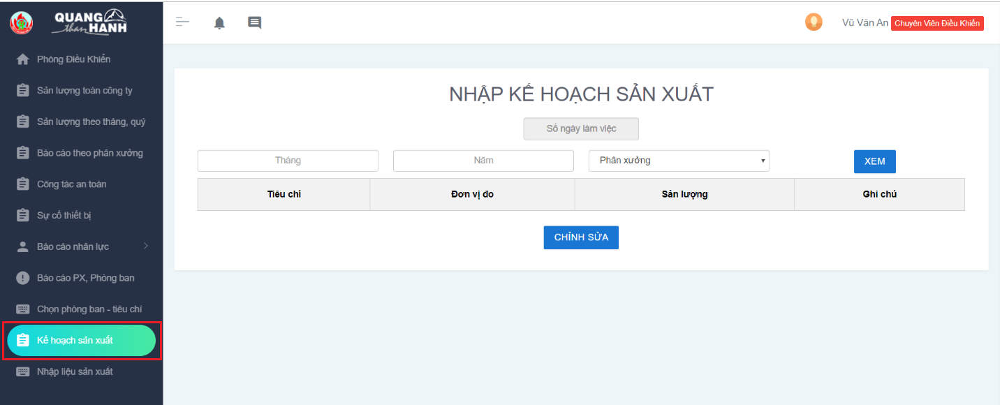 QUANG
than HANH
Vũ Văn An Chuyên Viên Điều Khiển
Phòng Điều Khiển
Sản lượng toàn công ty
Sản lượng theo tháng, quý
Báo cáo theo phân xưởng
Công tác an toàn
Sự cố thiết bị
Báo cáo nhân lực
Báo cáo PX, Phòng ban
Chọn phòng ban - tiêu chí
Kế hoạch sản xuất
Nhập liệu sản xuất
NHẬP KẾ HOẠCH SẢN XUẤT
Số ngày làm việc
Tháng Năm Phân xưởng XEM
Tiêu chí Đơn vị đo Sản lượng Ghi chú
CHỈNH SỬA